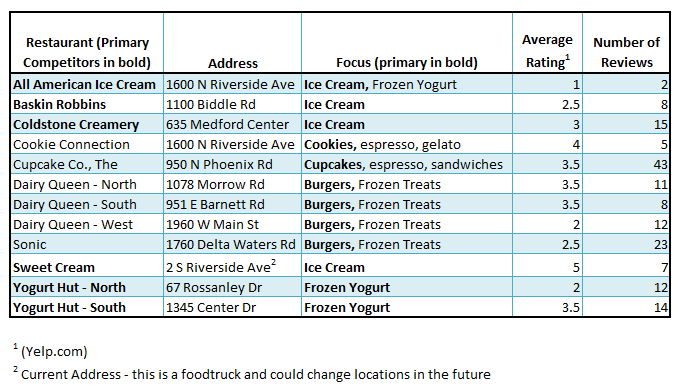 Restaurant (Primary Competitors in bold) Address Focus (primary in bold) Average Rating1 Number of Reviews
All American Ice Cream 1600 N Riverside Ave Ice Cream, Frozen Yogurt 1 2
Baskin Robbins 1100 Biddle Rd Ice Cream 2.5 8
Coldstone Creamery 635 Medford Center Ice Cream 3 15
Cookie Connection 1600 N Riverside Ave Cookies, espresso, gelato 4 5
Cupcake Co., The 950 N Phoenix Rd Cupcakes, espresso, sandwiches 3.5 43
Dairy Queen - North 1078 Morrow Rd Burgers, Frozen Treats 3.5 11
Dairy Queen - South 951 E Barnett Rd Burgers, Frozen Treats 3.5 8
Dairy Queen - West 1960 W Main St Burgers, Frozen Treats 2 12
Sonic 1760 Delta Waters Rd Burgers, Frozen Treats 2.5 23
Sweet Cream 2 S Riverside Ave2 Ice Cream 5 7
Yogurt Hut - North 67 Rossanley Dr Frozen Yogurt 2 12
Yogurt Hut - South 1345 Center Dr Frozen Yogurt 3.5 14
1 (Yelp.com)
2 Current Address - this is a foodtruck and could change locations in the future